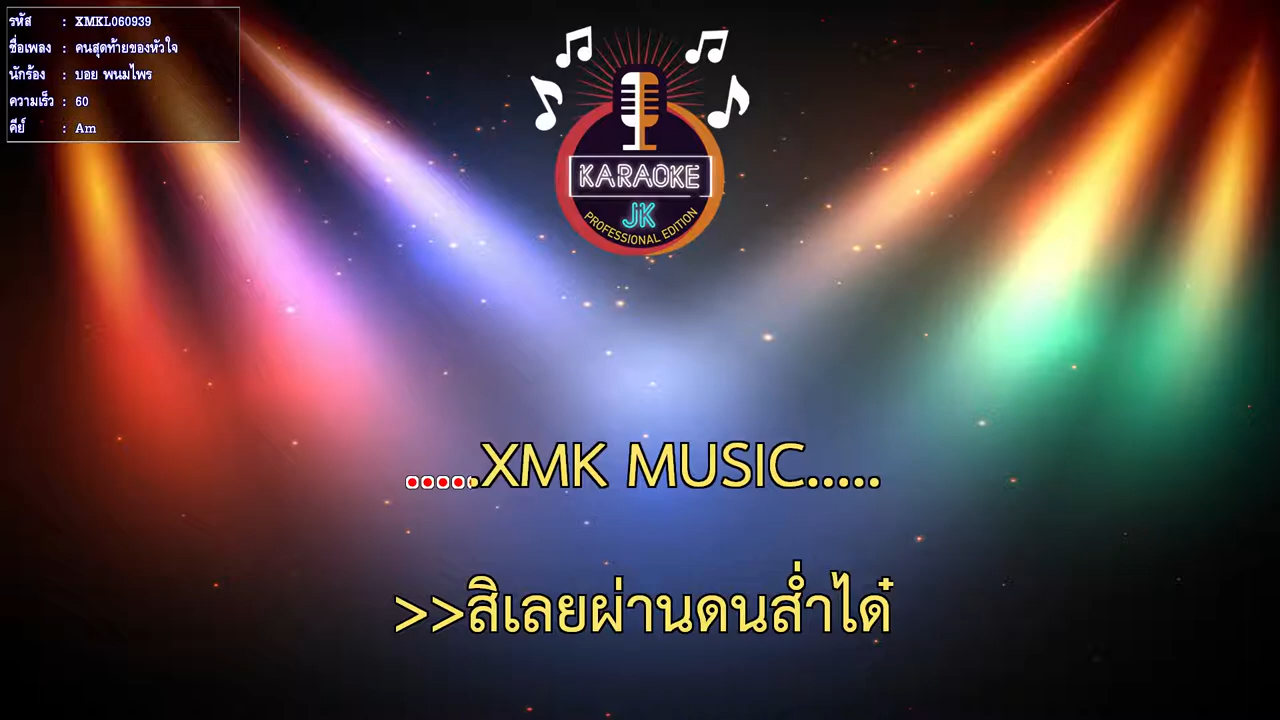 รหัส : XMKL060939
ชื่อเพลง : คนสุดท้ายของหัวใจ
นักร้อง : บอย พนมไพร
ความเร็ว : 60
คีย์ : Am
KARAOKE
JK
PROFESSIONAL EDITION
.....XMK MUSIC.....
>>สิเลยผ่านดนส่ำได๋